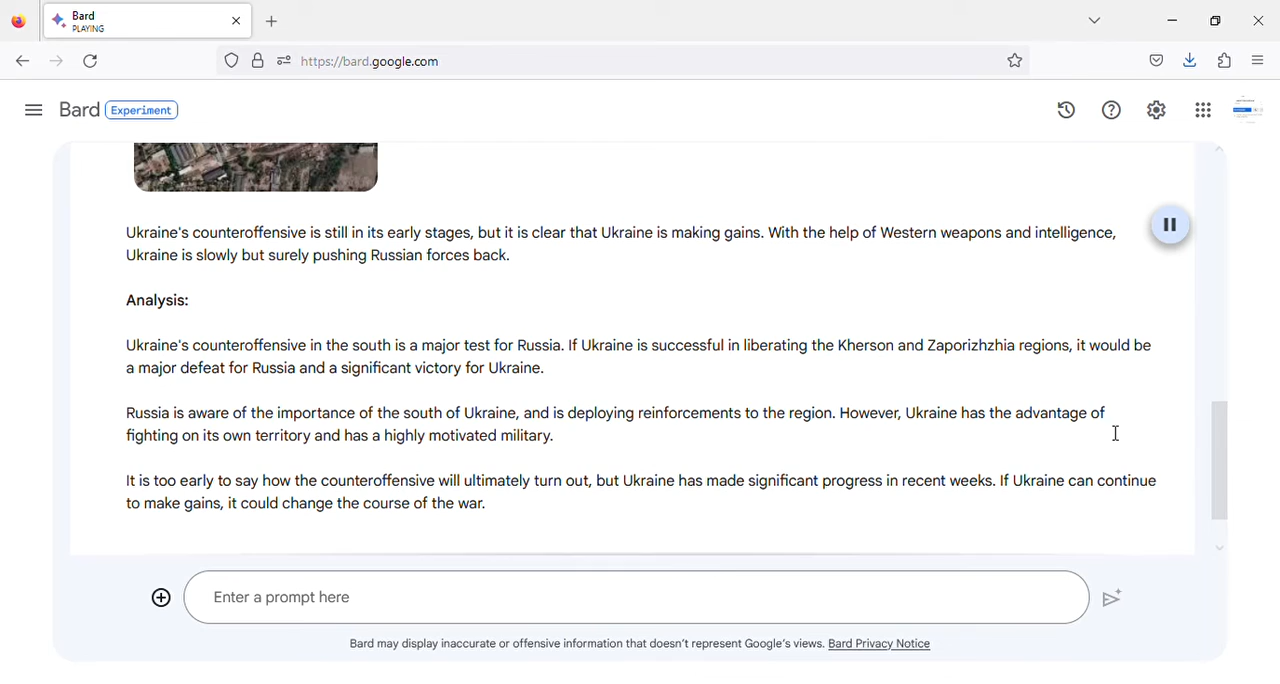 Bard
PLAYING
https://bard.google.com
Bard Experiment
Ukraine's counteroffensive is still in its early stages, but it is clear that Ukraine is making gains. With the help of Western weapons and intelligence,
Ukraine is slowly but surely pushing Russian forces back.
Analysis:
Ukraine's counteroffensive in the south is a major test for Russia. If Ukraine is successful in liberating the Kherson and Zaporizhzhia regions, it would be
a major defeat for Russia and a significant victory for Ukraine.
Russia is aware of the importance of the south of Ukraine, and is deploying reinforcements to the region. However, Ukraine has the advantage of
fighting on its own territory and has a highly motivated military.
It is too early to say how the counteroffensive will ultimately turn out, but Ukraine has made significant progress in recent weeks. If Ukraine can continue
to make gains, it could change the course of the war.
Enter a prompt here
Bard may display inaccurate or offensive information that doesn't represent Google's views. Bard Privacy Notice